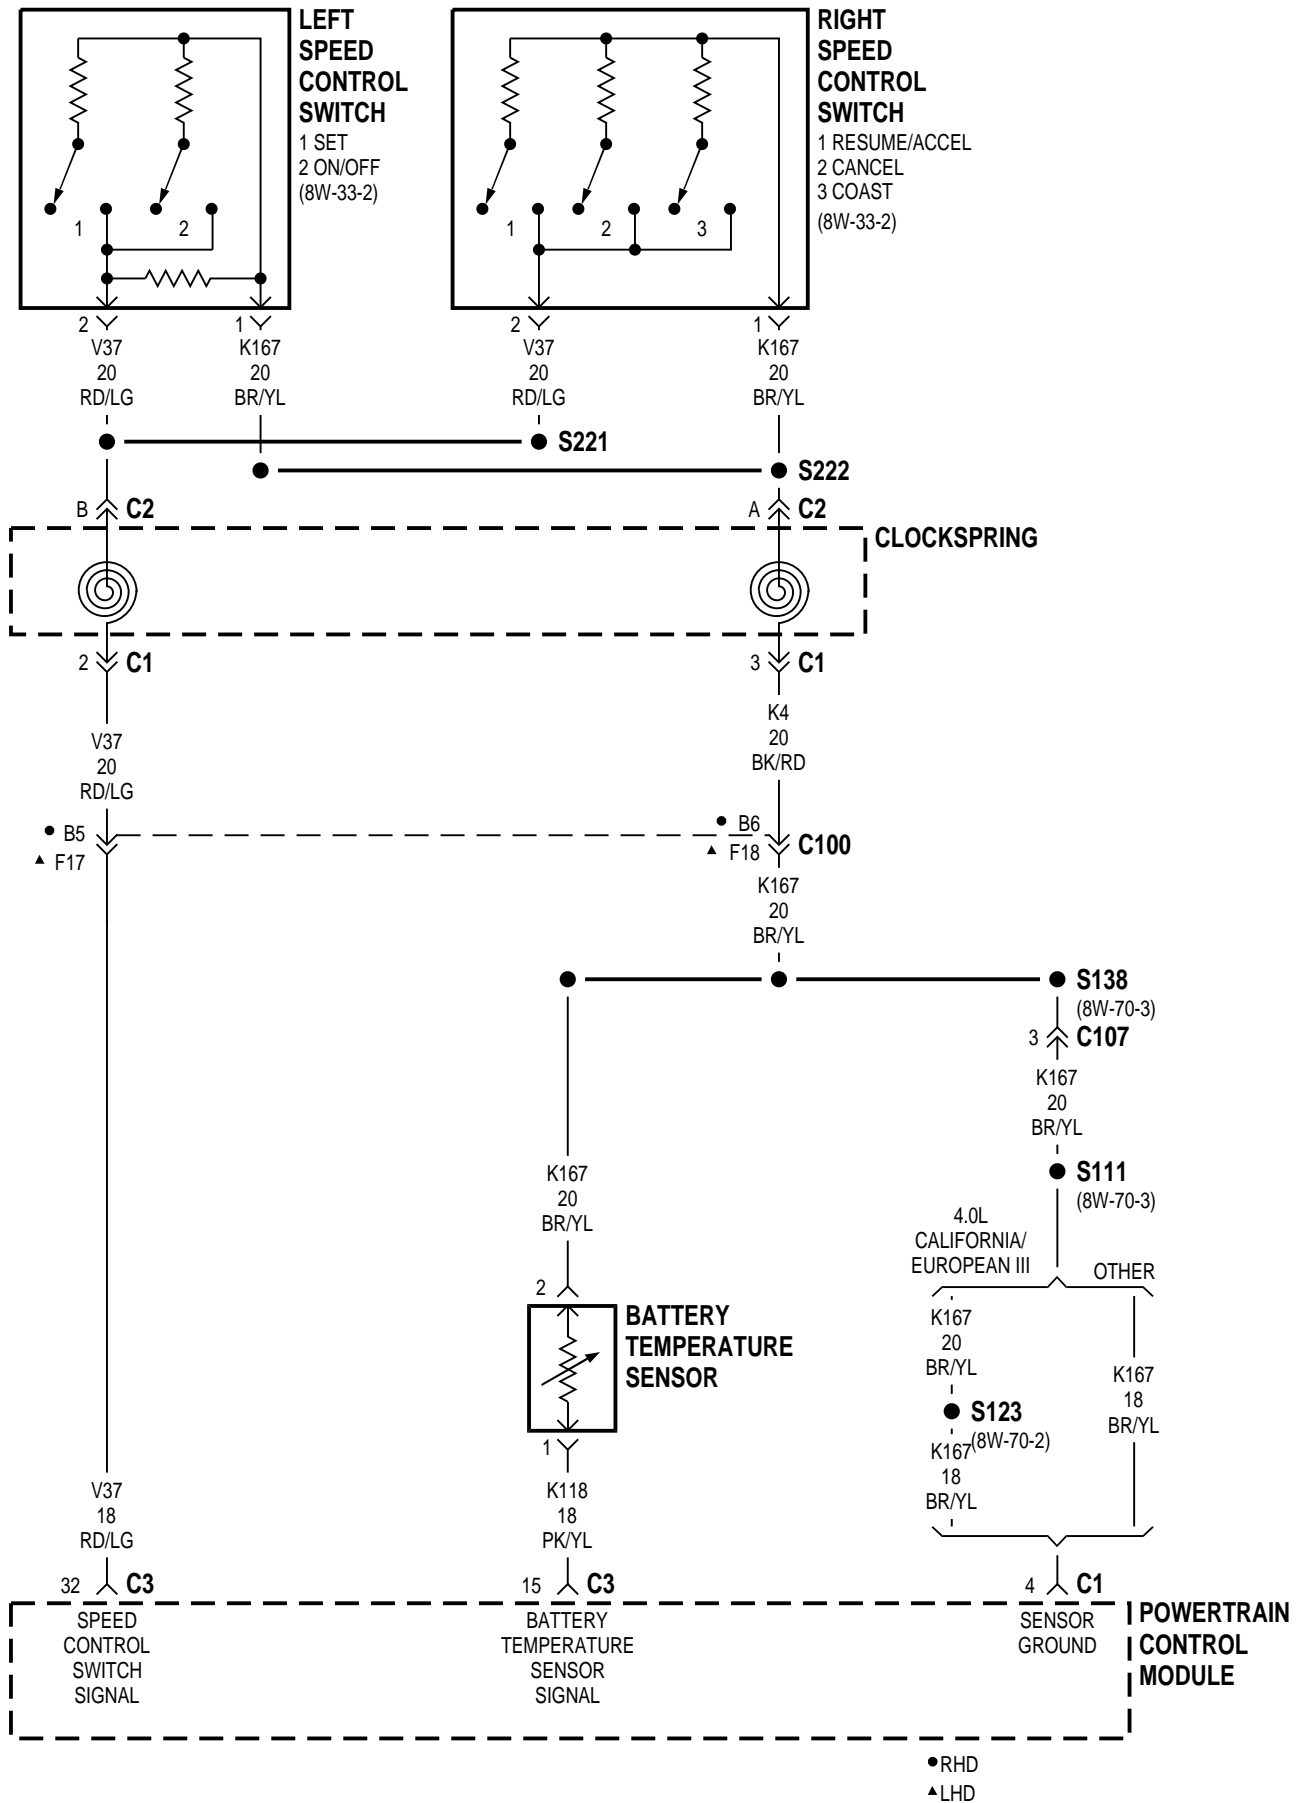 LEFT
SPEED
CONTROL
SWITCH
1 SET
2 ON/OFF
(8W-33-2)
RIGHT
SPEED
CONTROL
SWITCH
1 RESUME/ACCEL
2 CANCEL
3 COAST
(8W-33-2)
1 2
1 2 3
2 1 2 1
V37 K167 V37 K167
20 20 20 20
RD/LG BR/YL RD/LG BR/YL
S221
S222
B C2 A C2
CLOCKSPRING
2 C1 3 C1
K4
20
BK/RD
V37
20
RD/LG
● B5 ● B6
▲ F17 ▲ F18 C100
K167
20
BR/YL
S138
(8W-70-3)
3 C107
K167
20
BR/YL
S111
(8W-70-3)
K167
20
BR/YL
4.0L
CALIFORNIA/
EUROPEAN III
OTHER
2
BATTERY
TEMPERATURE
SENSOR
1
K167
20
BR/YL
S123
(8W-70-2)
K167
18
BR/YL
K167
18
BR/YL
V37 K118
18 18
RD/LG PK/YL
32 C3 15 C3 4 C1
SPEED
CONTROL
SWITCH
SIGNAL
BATTERY
TEMPERATURE
SENSOR
SIGNAL
SENSOR
GROUND
POWERTRAIN
CONTROL
MODULE
●RHD
▲LHD